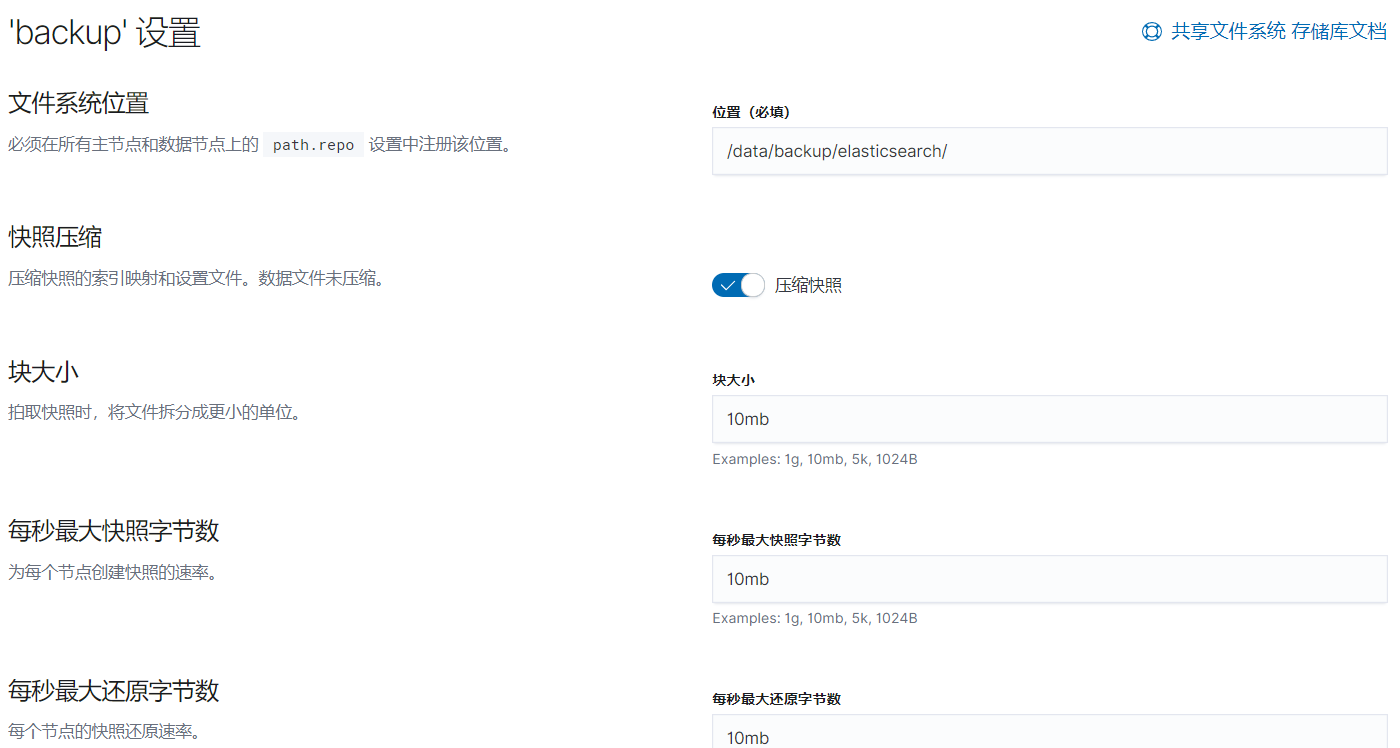 'backup' 设置
共享文件系统 存储库文档
文件系统位置
必须在所有主节点和数据节点上的 path.repo 设置中注册该位置。
位置（必填）
/data/backup/elasticsearch/
快照压缩
压缩快照的索引映射和设置文件。数据文件未压缩。
压缩快照
块大小
拍取快照时，将文件拆分成更小的单位。
块大小
10mb
Examples: 1g, 10mb, 5k, 1024B
每秒最大快照字节数
为每个节点创建快照的速率。
每秒最大快照字节数
10mb
Examples: 1g, 10mb, 5k, 1024B
每秒最大还原字节数
每个节点的快照还原速率。
每秒最大还原字节数
10mb